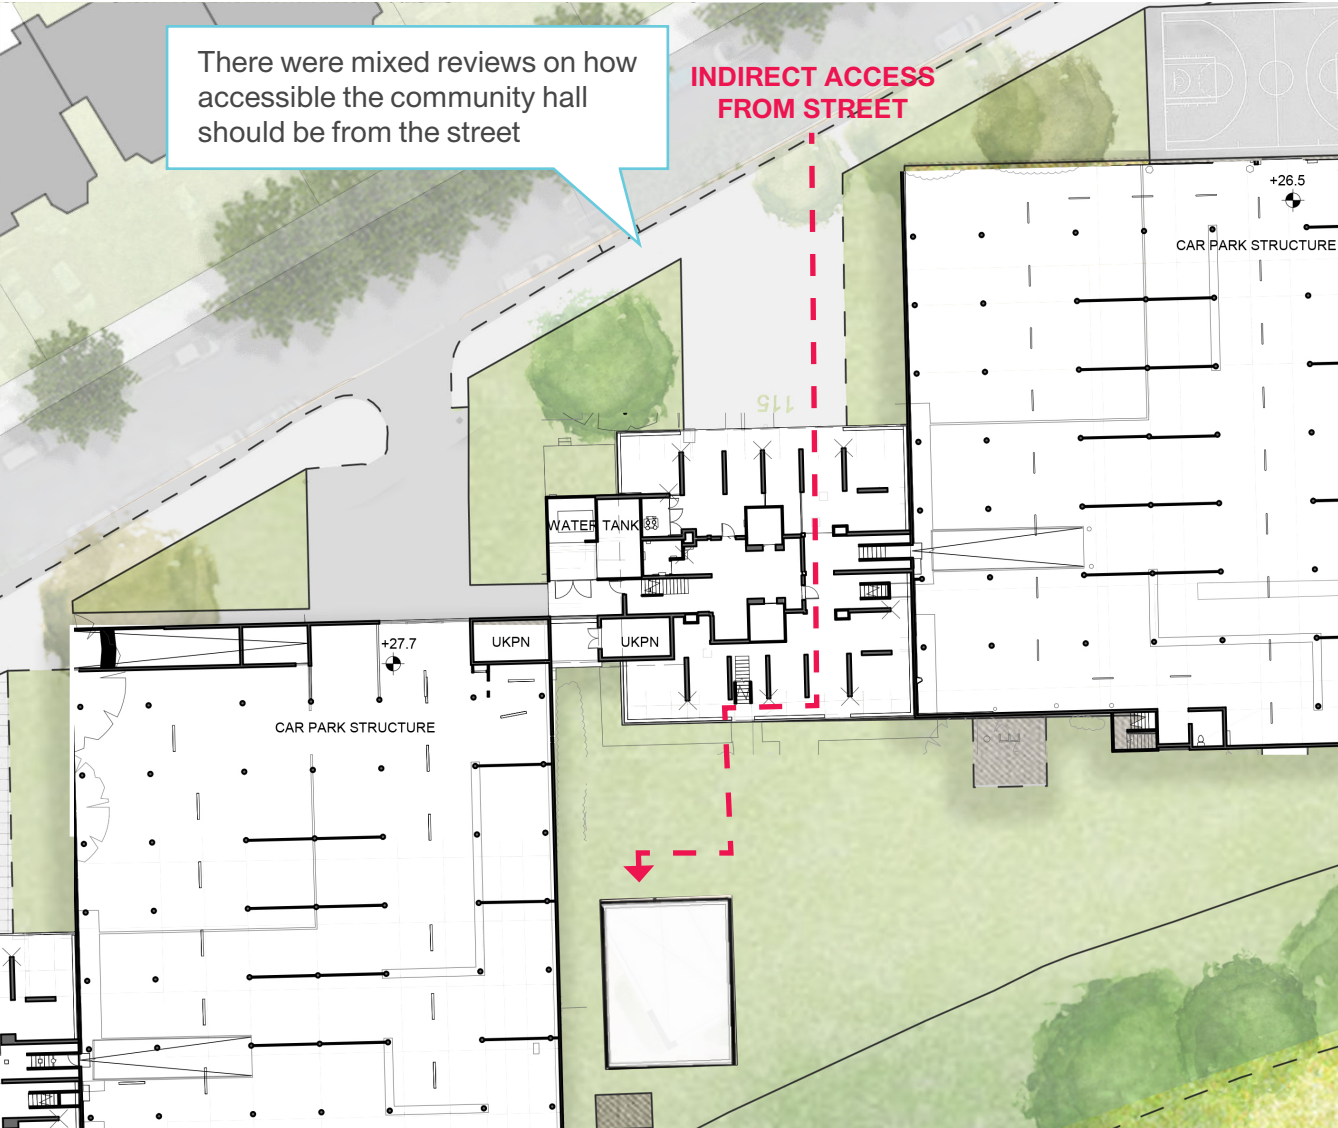 There were mixed reviews on how
accessible the community hall
should be from the street
INDIRECT ACCESS
FROM STREET
+26.5
CAR PARK STRUCTURE
115
WATER TANK
UKPN
UKPN
+27.7
CAR PARK STRUCTURE